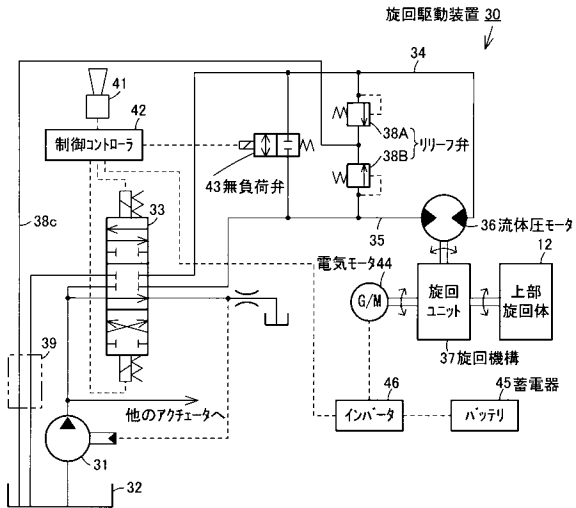 旋回駆動装置 30
34
41
42
制御コントローラ
38A
38B
リリーフ弁
43無負荷弁
33
38c
35
36流体圧モータ
電気モータ44
12
G/M
旋回
ユニット
上部
旋回体
37旋回機構
39
他のアクチェータへ
46
45蓄電器
インバータ
バッテリ
31
32